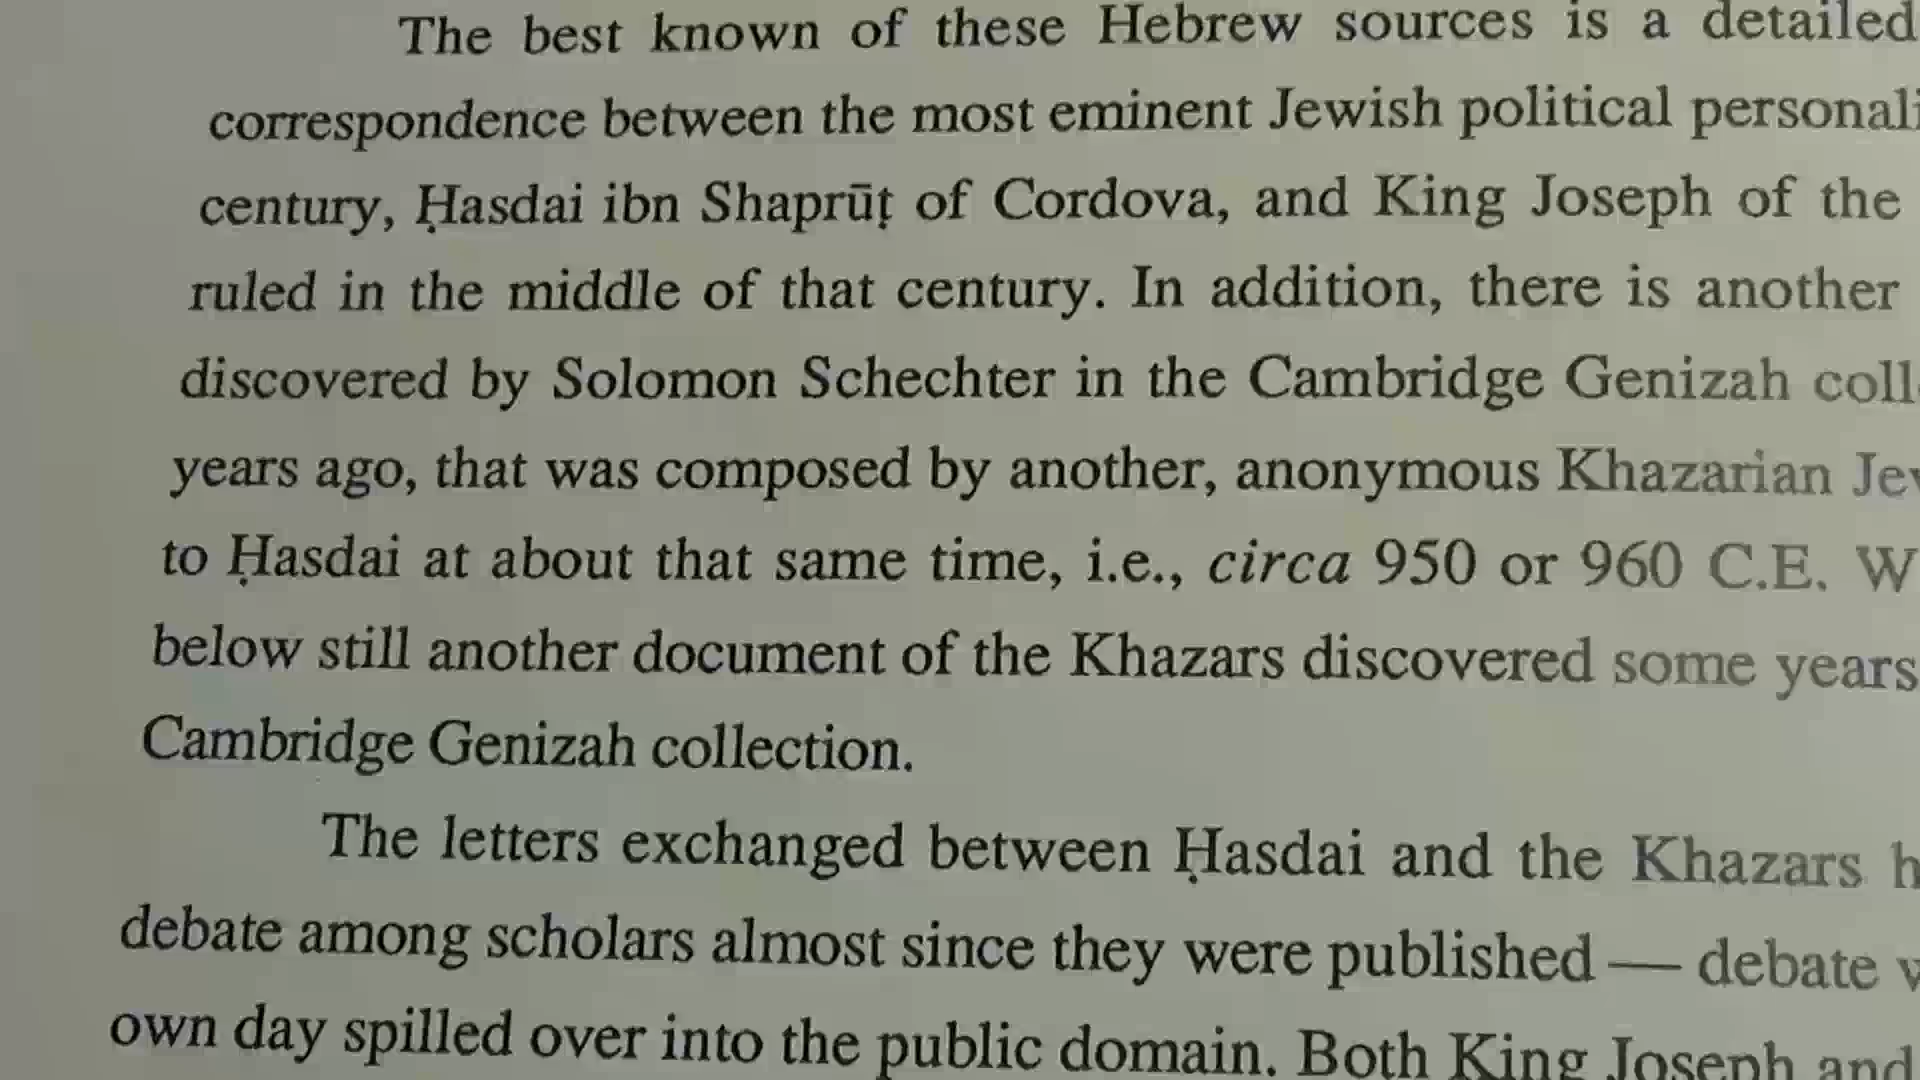 The best known of these Hebrew sources is a detailed
correspondence between the most eminent Jewish political
century, Ḥasdai ibn Shaprūṭ of Cordova, and King Joseph of the
ruled in the middle of that century. In addition, there is another
discovered by Solomon Schechter in the Cambridge Genizah
years ago, that was composed by another, anonymous Khazarian
to Ḥasdai at about that same time, i.e., circa 950 or 960 C.E.
below still another document of the Khazars discovered some years
Cambridge Genizah collection.
The letters exchanged between Ḥasdai and the Khazars
debate among scholars almost since they were published — debate
own day spilled over into the public domain. Both King Joseph and